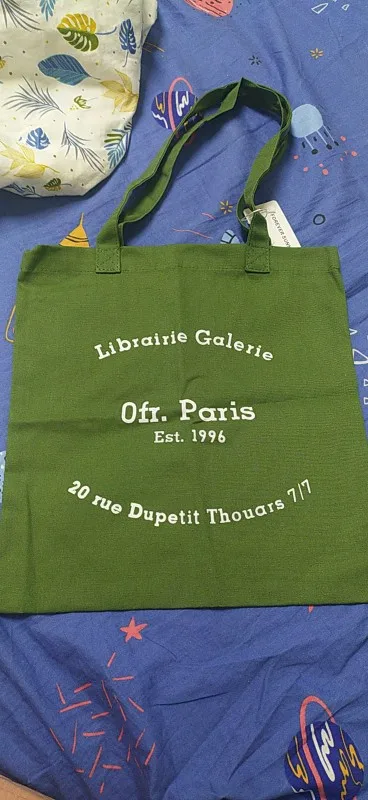 Librairie Galerie
Ofr. Paris
Est. 1996
20 rue Dupetit Thouars 7/7